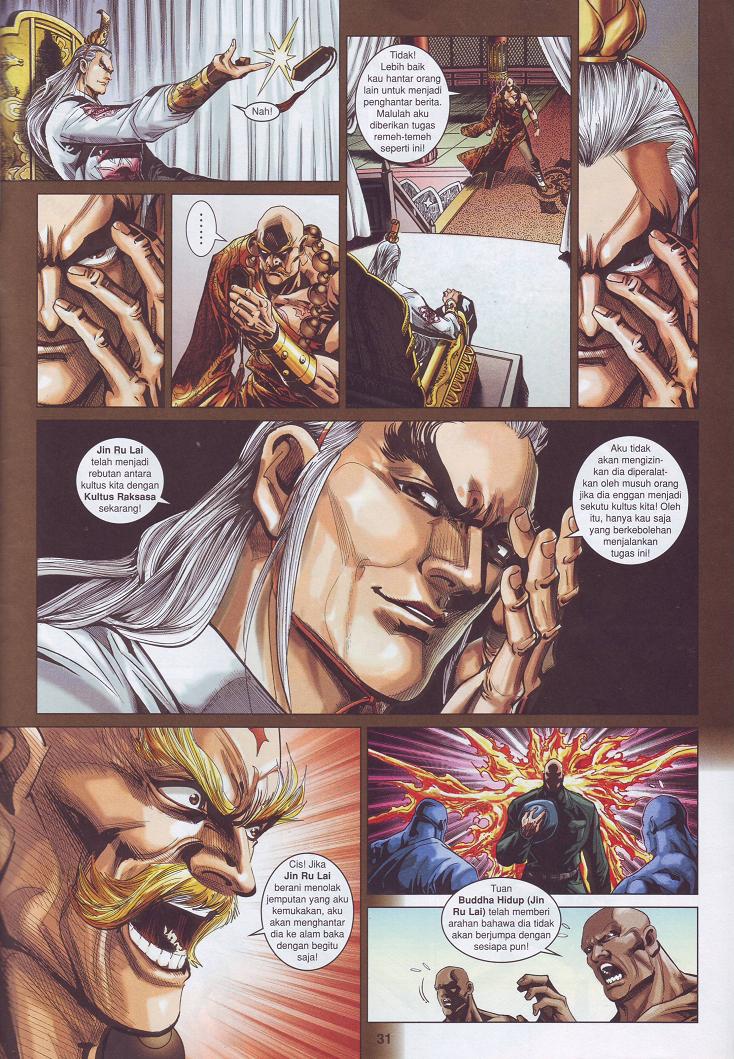 Nah!
Tidak!
Lebih baik
kau hantar orang
lain untuk menjadi
penghantar berita.
Malulah aku
diberikan tugas
remeh-temeh
seperti ini!
......
Jin Ru Lai
telah menjadi
rebutan antara
kultus kita dengan
Kultus Raksasa
sekarang!
Aku tidak
akan mengizin-
kan dia diperalat-
kan oleh musuh orang
jika dia enggan menjadi
sekutu kultus kita! Oleh
itu, hanya kau saja
yang berkebolehan
menjalankan
tugas ini!
Cis! Jika
Jin Ru Lai
berani menolak
jemputan yang aku
kemukakan, aku
akan menghantar
dia ke alam baka
dengan begitu
saja!
Tuan
Buddha Hidup (Jin
Ru Lai) telah memberi
arahan bahawa dia tidak
akan berjumpa dengan
sesiapa pun!
31